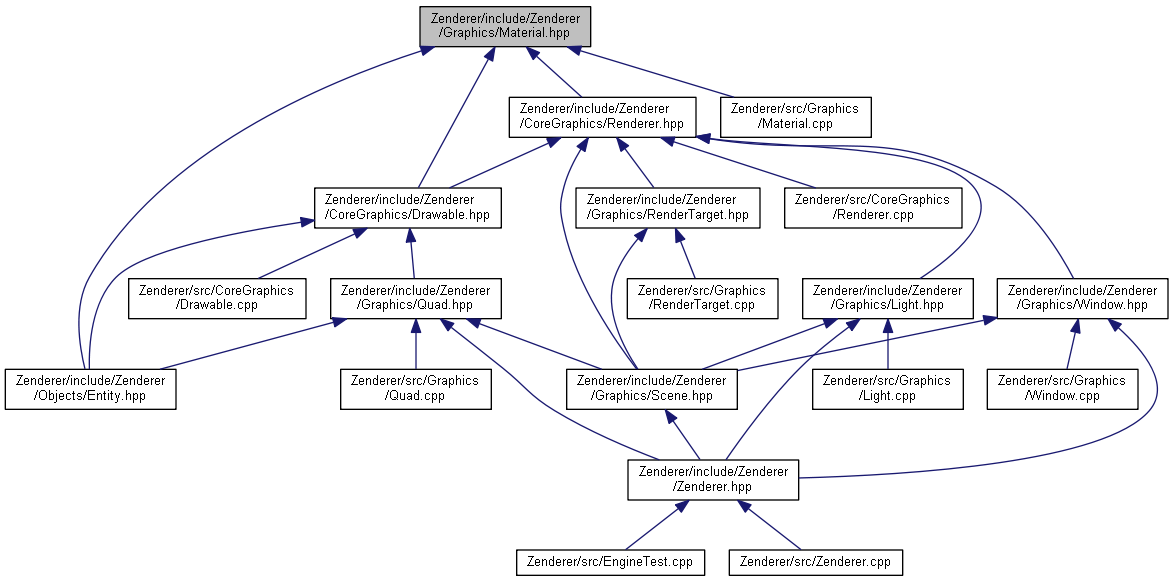 Zenderer/include/Zenderer
/Graphics/Material.hpp
Zenderer/include/Zenderer
/CoreGraphics/Renderer.hpp
Zenderer/src/Graphics
/Material.cpp
Zenderer/include/Zenderer
/CoreGraphics/Drawable.hpp
Zenderer/include/Zenderer
/Graphics/RenderTarget.hpp
Zenderer/src/CoreGraphics
/Renderer.cpp
Zenderer/src/CoreGraphics
/Drawable.cpp
Zenderer/include/Zenderer
/Graphics/Quad.hpp
Zenderer/src/Graphics
/RenderTarget.cpp
Zenderer/include/Zenderer
/Graphics/Light.hpp
Zenderer/include/Zenderer
/Graphics/Window.hpp
Zenderer/include/Zenderer
/Objects/Entity.hpp
Zenderer/src/Graphics
/Quad.cpp
Zenderer/include/Zenderer
/Graphics/Scene.hpp
Zenderer/src/Graphics
/Light.cpp
Zenderer/src/Graphics
/Window.cpp
Zenderer/include/Zenderer
/Zenderer.hpp
Zenderer/src/EngineTest.cpp
Zenderer/src/Zenderer.cpp